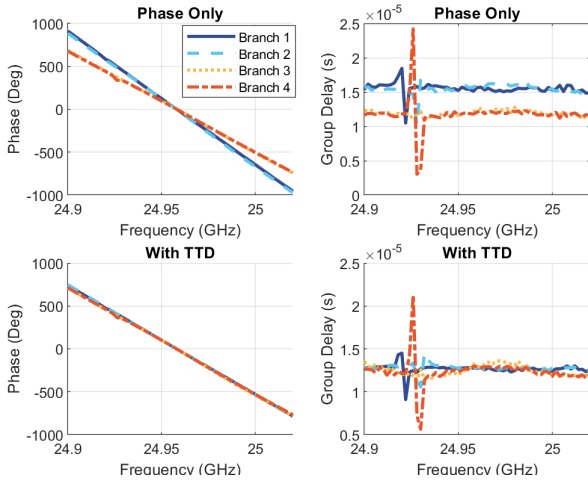 Phase Only
1000
500
0
-500
-1000
Phase (Deg)
24.9
24.95
25
Frequency (GHz)
Branch 1
Branch 2
Branch 3
Branch 4
×10-5
Phase Only
2.5
2
1.5
1
0.5
0
Group Delay (s)
24.9
24.95
25
Frequency (GHz)
With TTD
1000
500
0
-500
-1000
Phase (Deg)
24.9
24.95
25
Frequency (GHz)
×10-5
With TTD
2.5
2
1.5
1
0.5
Group Delay (s)
24.9
24.95
25
Frequency (GHz)